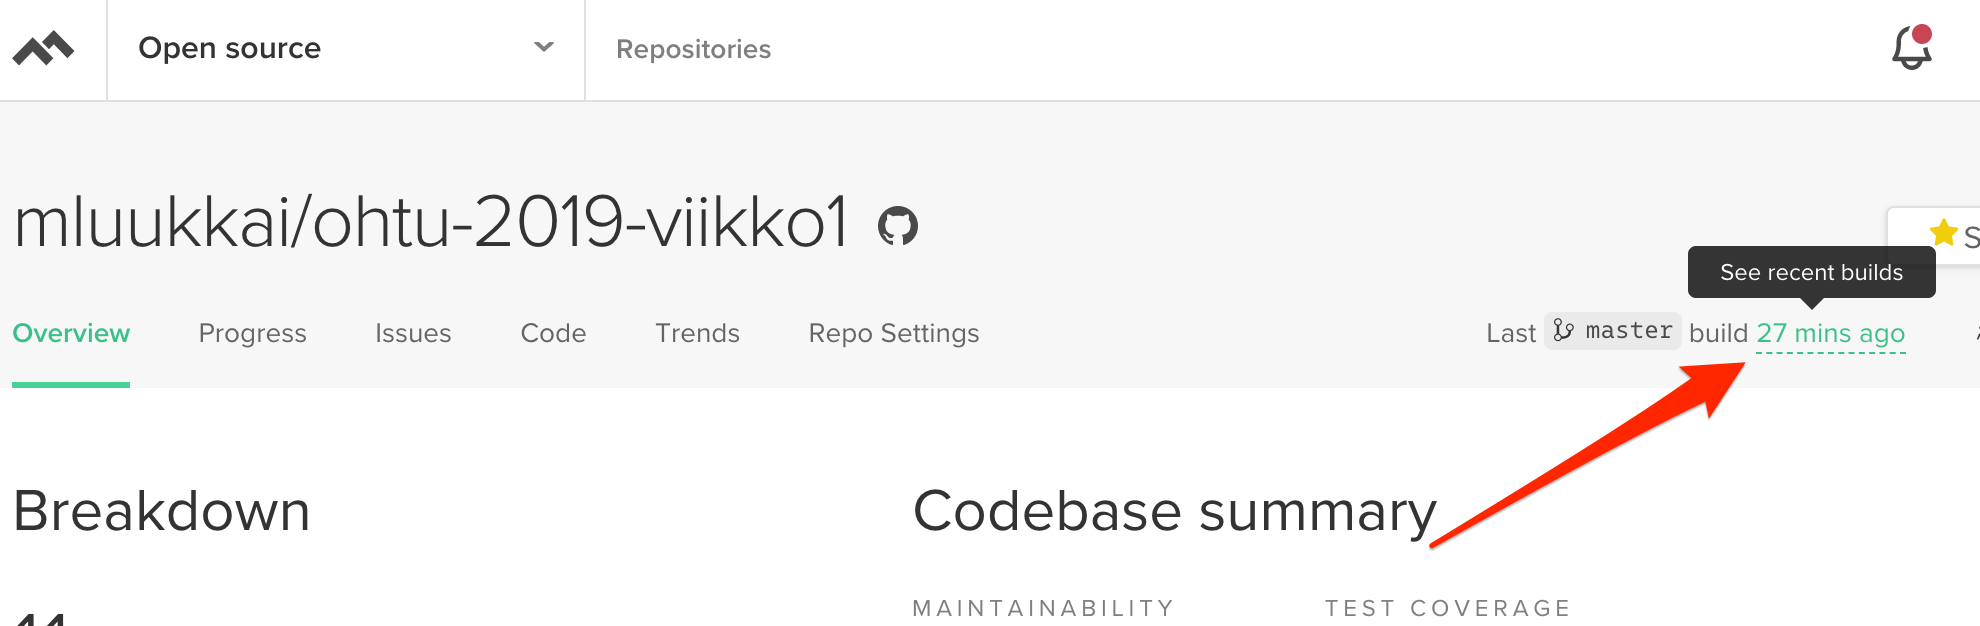 Open source
Repositories
mluukkai/ohtu-2019-viikko1
See recent builds
Overview Progress Issues Code Trends Repo Settings
Last master build 27 mins ago
Breakdown
Codebase summary
MAINTAINABILITY TEST COVERAGE